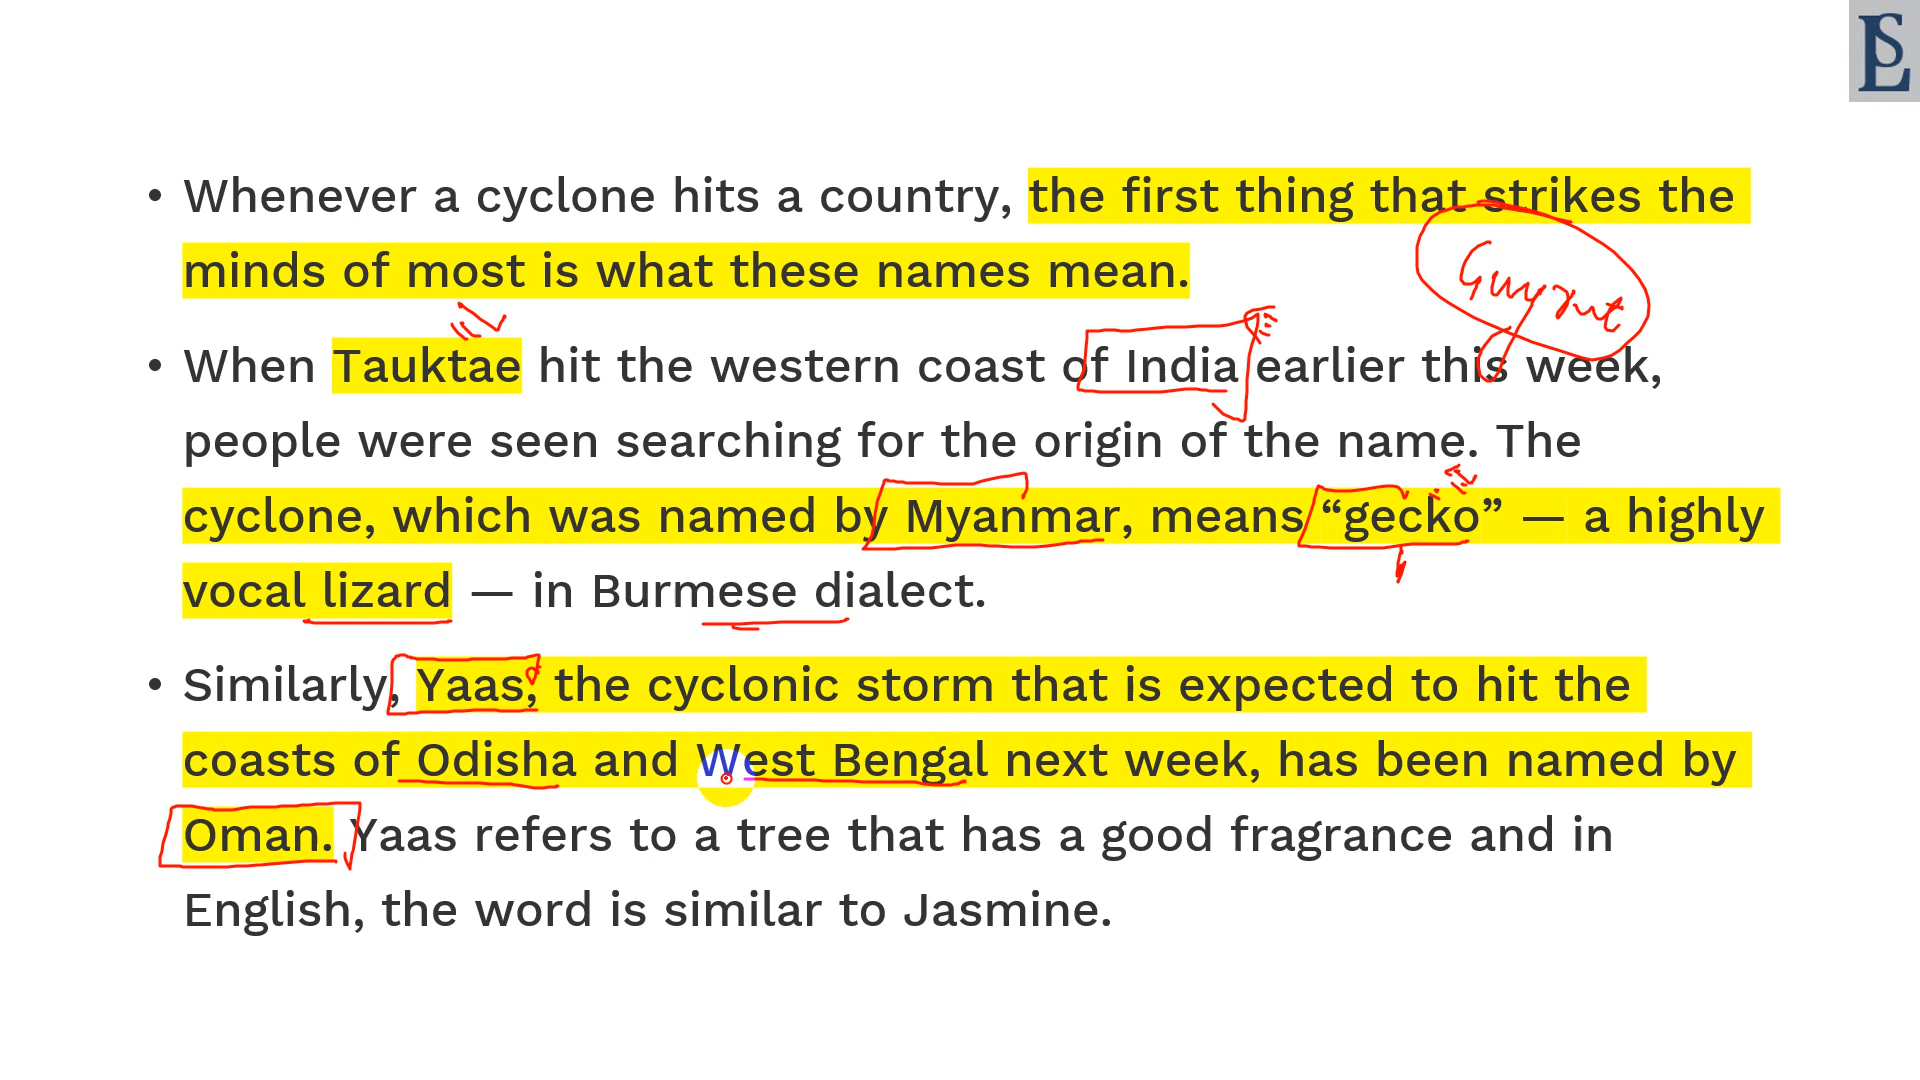 • Whenever a cyclone hits a country, the first thing that strikes the
minds of most is what these names mean.
Gujrat
• When Tauktae hit the western coast of India earlier this week,
people were seen searching for the origin of the name. The
cyclone, which was named by Myanmar, means “gecko” — a highly
vocal lizard — in Burmese dialect.
• Similarly, Yaas, the cyclonic storm that is expected to hit the
coasts of Odisha and West Bengal next week, has been named by
Oman. Yaas refers to a tree that has a good fragrance and in
English, the word is similar to Jasmine.